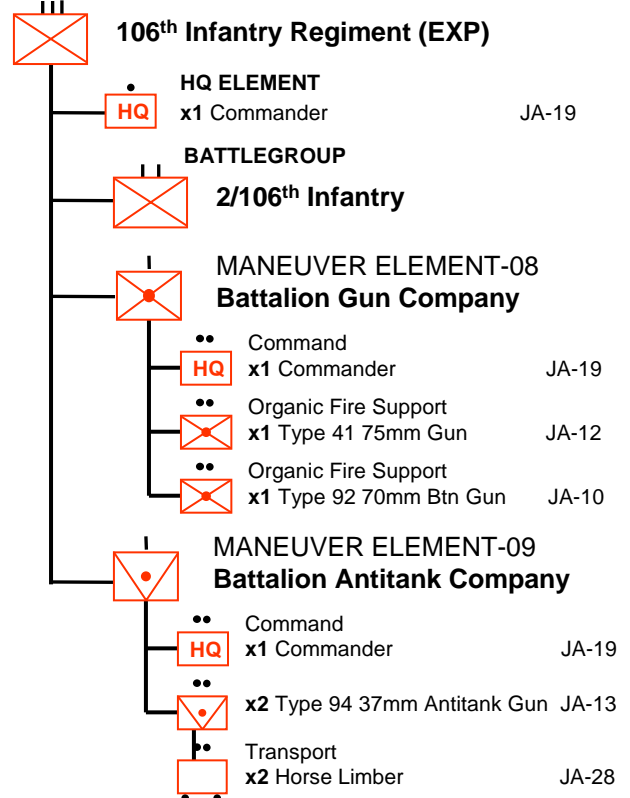 106th Infantry Regiment (EXP)
HQ ELEMENT
HQ x1 Commander JA-19
BATTLEGROUP
2/106th Infantry
MANEUVER ELEMENT-08
Battalion Gun Company
Command
HQ x1 Commander JA-19
Organic Fire Support
x1 Type 41 75mm Gun JA-12
Organic Fire Support
x1 Type 92 70mm Btn Gun JA-10
MANEUVER ELEMENT-09
Battalion Antitank Company
Command
HQ x1 Commander JA-19
x2 Type 94 37mm Antitank Gun JA-13
Transport
x2 Horse Limber JA-28